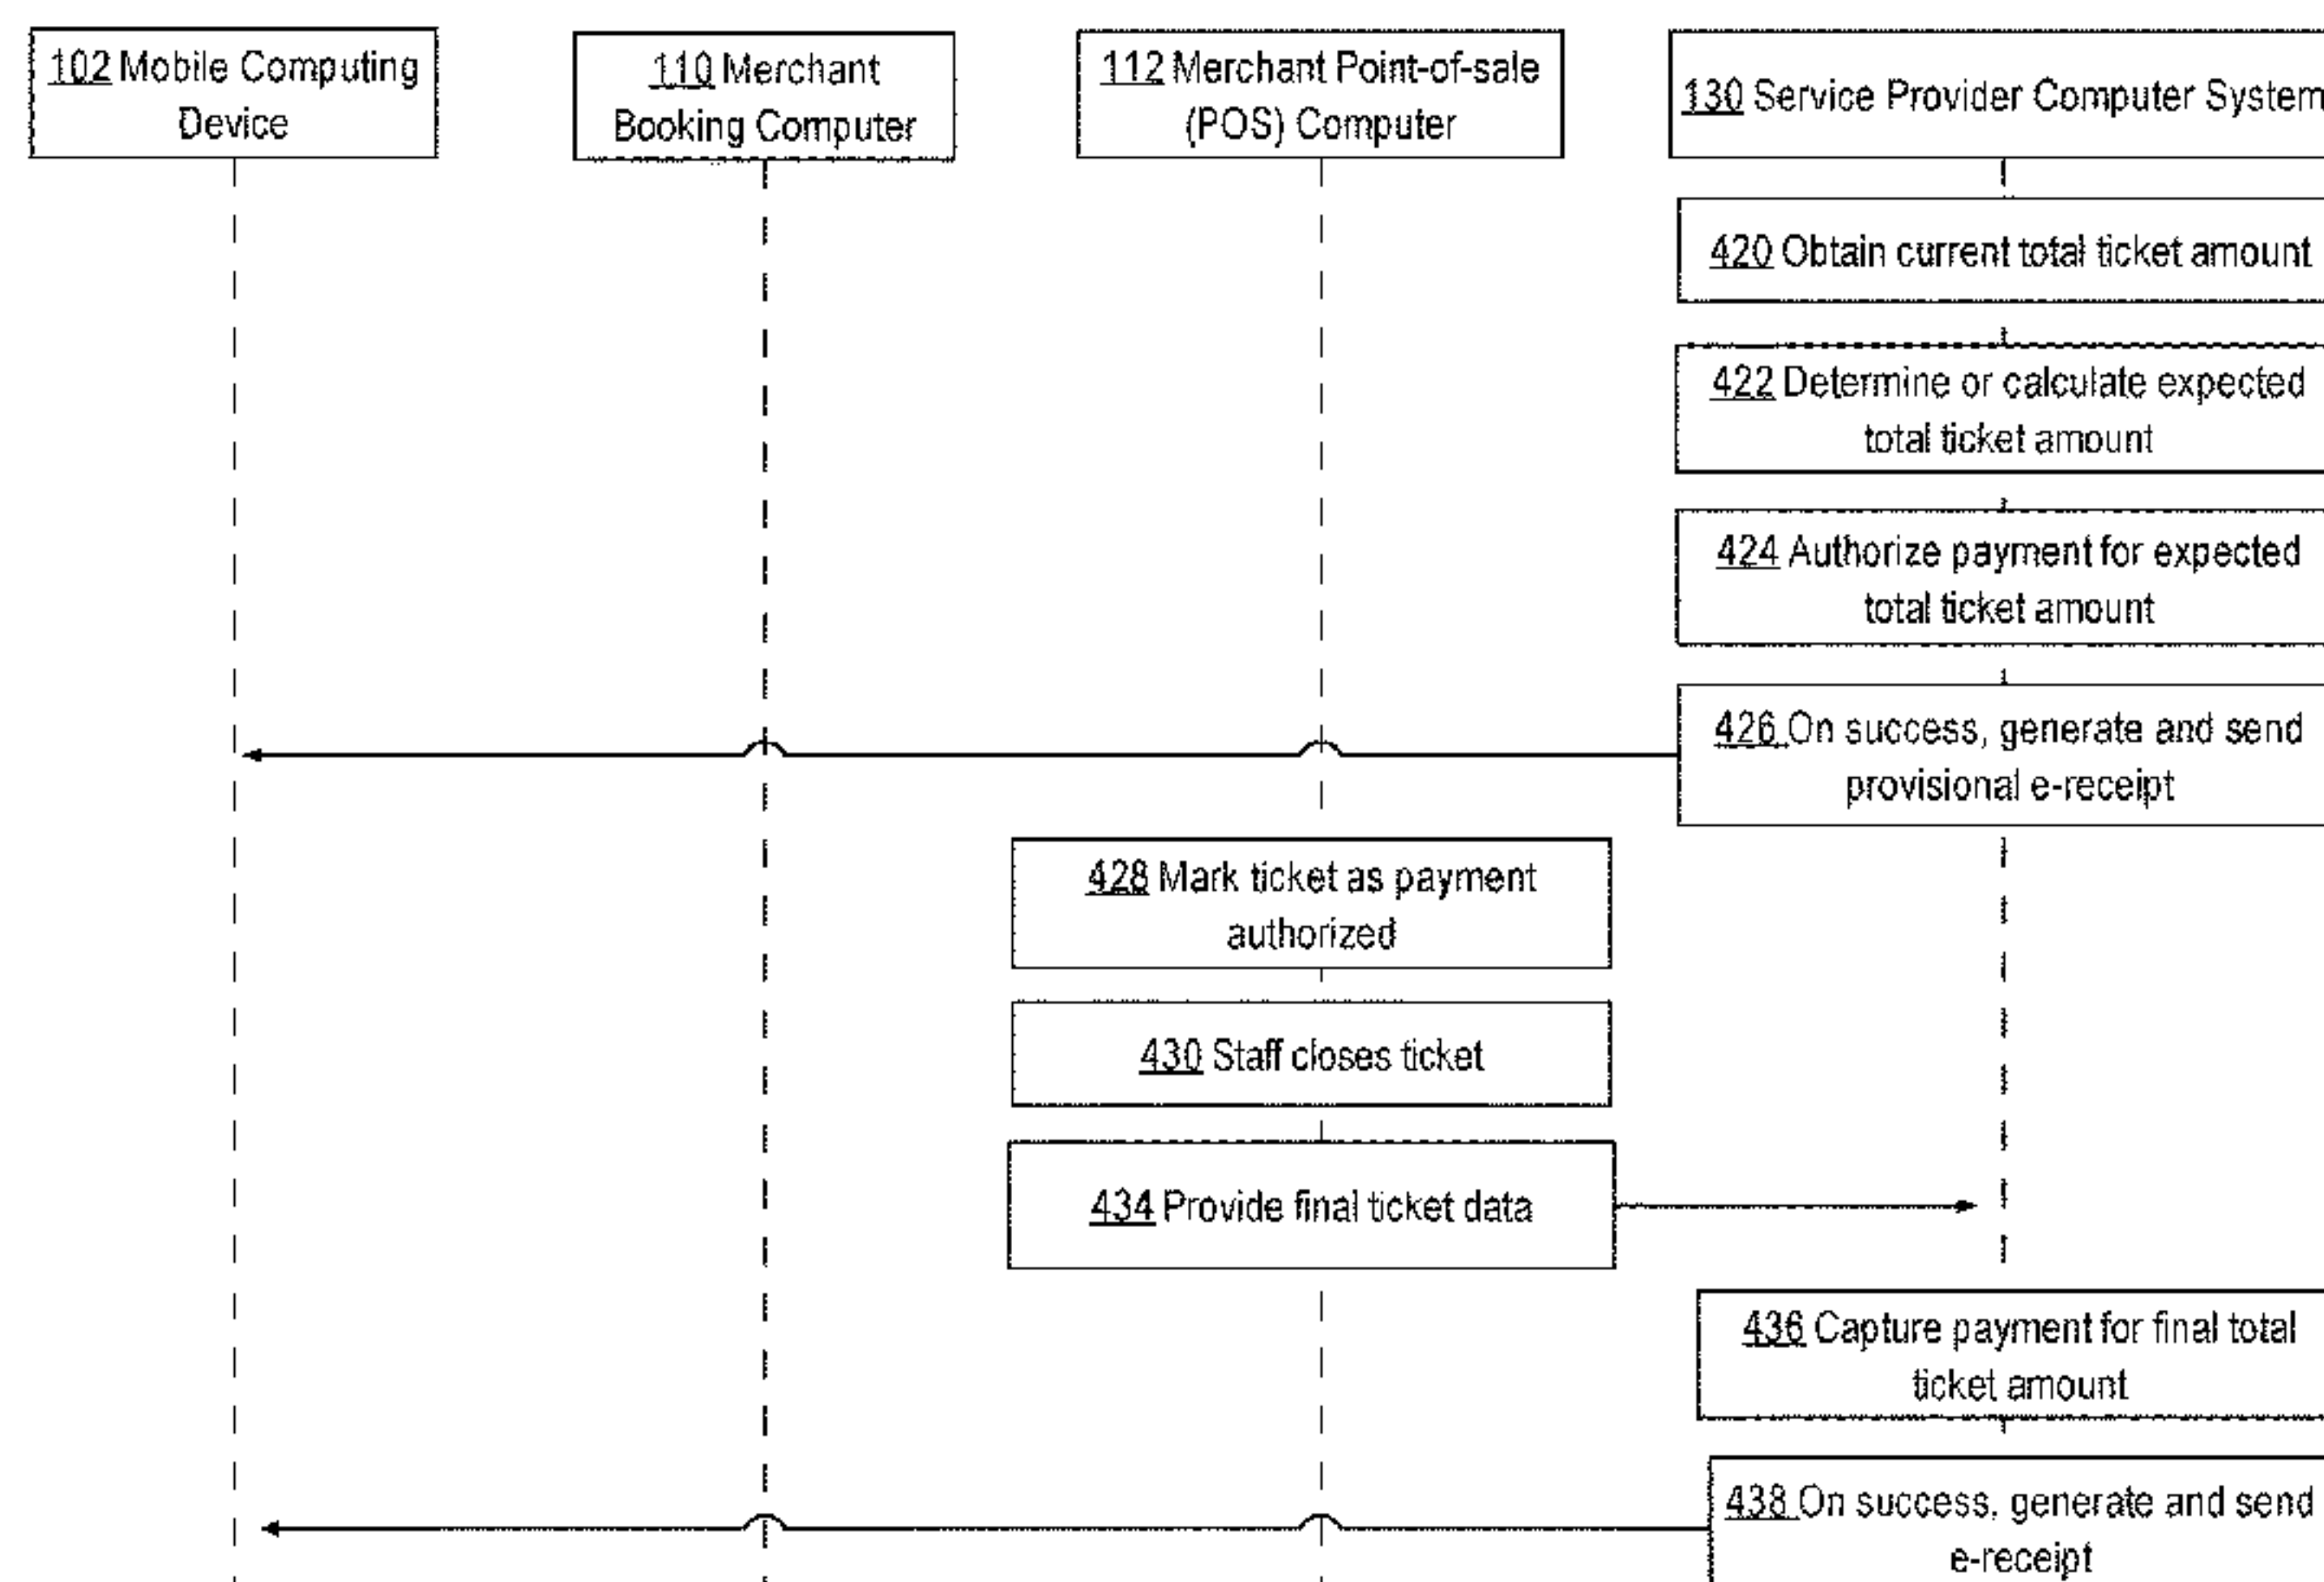 102 Mobile Computing
Device
110 Merchant
Booking Computer
112 Merchant Point-of-sale
(POS) Computer
130 Service Provider Computer System
420 Obtain current total ticket amount
422 Determine or calculate expected
total ticket amount
424 Authorize payment for expected
total ticket amount
426 On success, generate and send
provisional e-receipt
428 Mark ticket as payment
authorized
430 Staff closes ticket
434 Provide final ticket data
436 Capture payment for final total
ticket amount
438 On success, generate and send
e-receipt